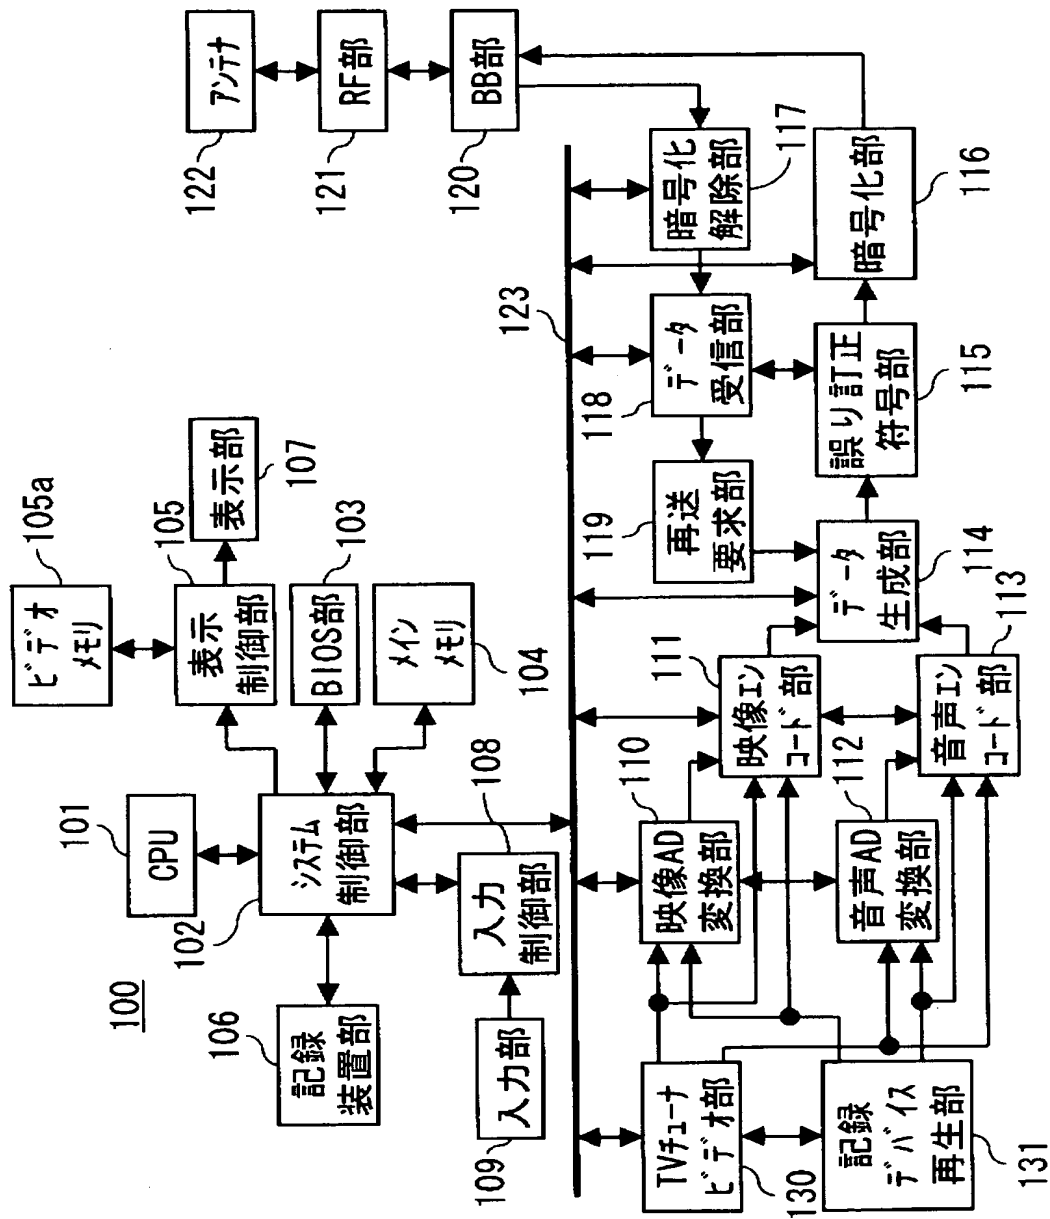 100
101
CPU
102
システム
制御部
106
記録
装置部
105a
ビデオ
メモリ
105
表示
制御部
107
表示部
103
BIOS部
メイン
メモリ
104
108
入力
制御部
109
入力部
123
122
アンテナ
121
RF部
120
BB部
117
暗号化
解除部
116
暗号化部
118
データ
受信部
115
誤り訂正
符号部
119
再送
要求部
114
データ
生成部
111
映像エン
コード部
113
音声エン
コード部
110
映像AD
変換部
112
音声AD
変換部
TVチューナ
ビデオ部
130
記録
デバイス
再生部
131